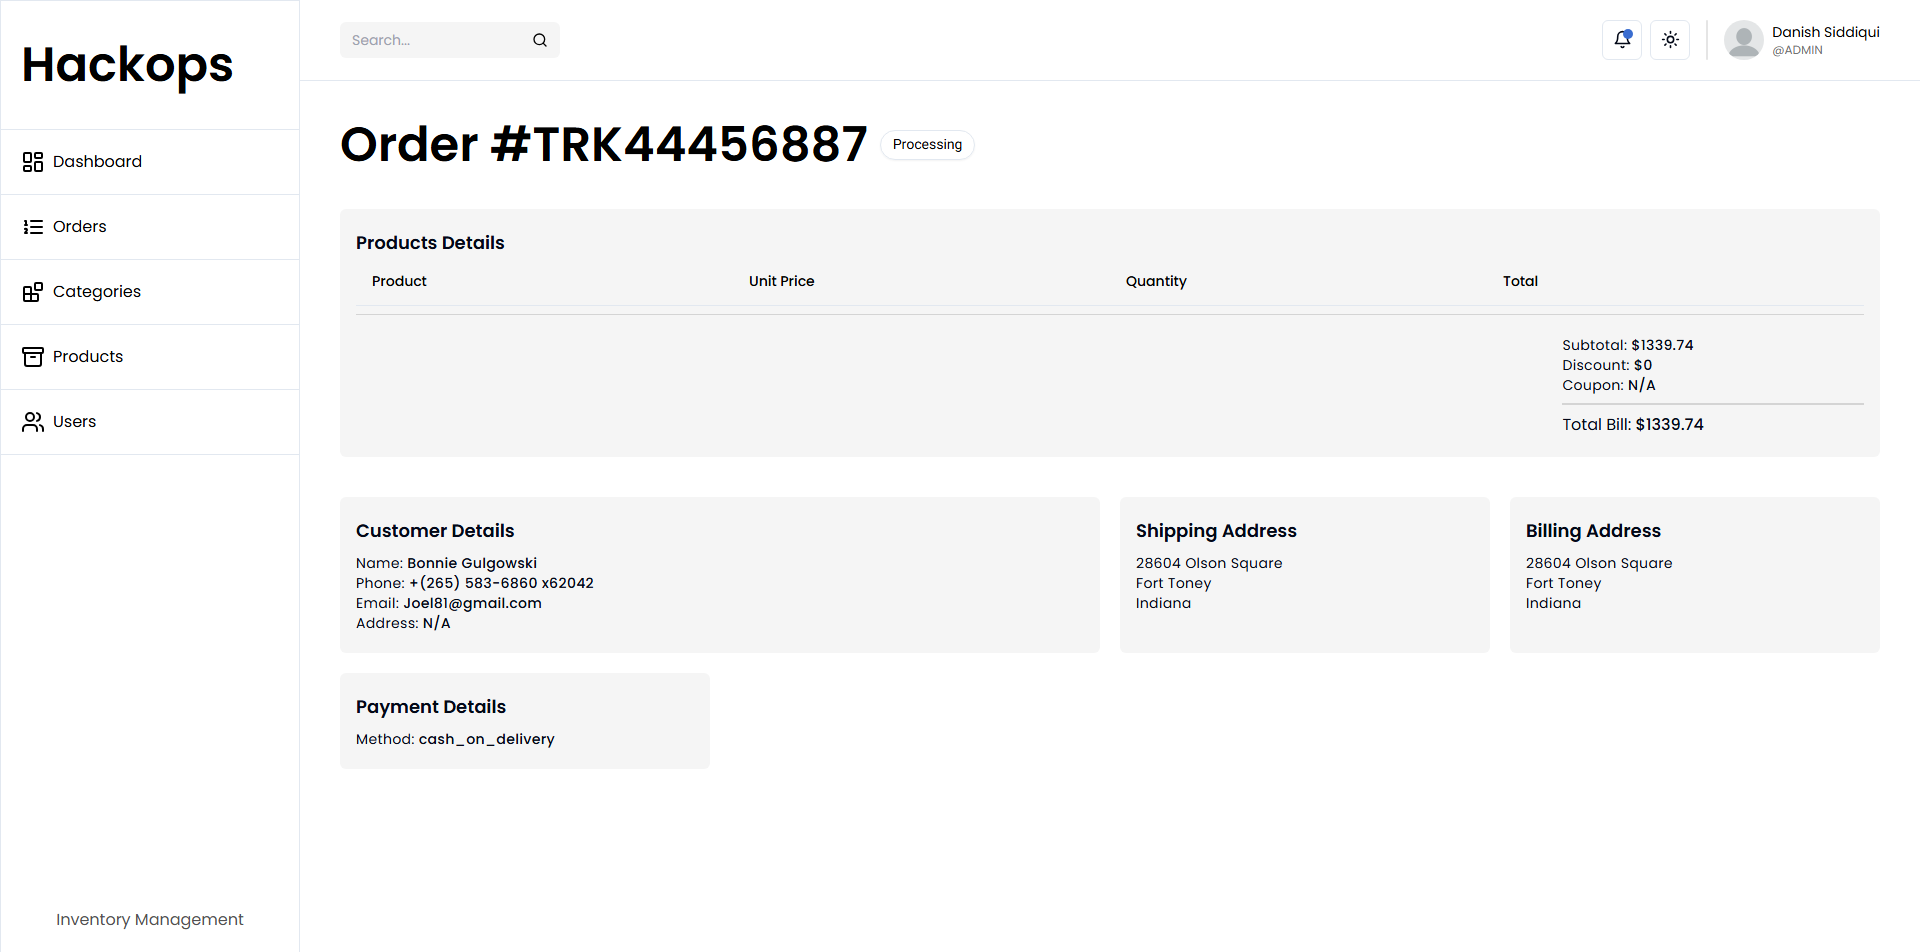 Hackops
Search...
Danish Siddiqui
@ADMIN
Dashboard
Orders
Categories
Products
Users
Inventory Management
Order #TRK44456887
Processing
Products Details
Product Unit Price Quantity Total
Subtotal: $1339.74
Discount: $0
Coupon: N/A
Total Bill: $1339.74
Customer Details
Name: Bonnie Gulgowski
Phone: +(265) 583-6860 x62042
Email: Joel81@gmail.com
Address: N/A
Shipping Address
28604 Olson Square
Fort Toney
Indiana
Billing Address
28604 Olson Square
Fort Toney
Indiana
Payment Details
Method: cash_on_delivery